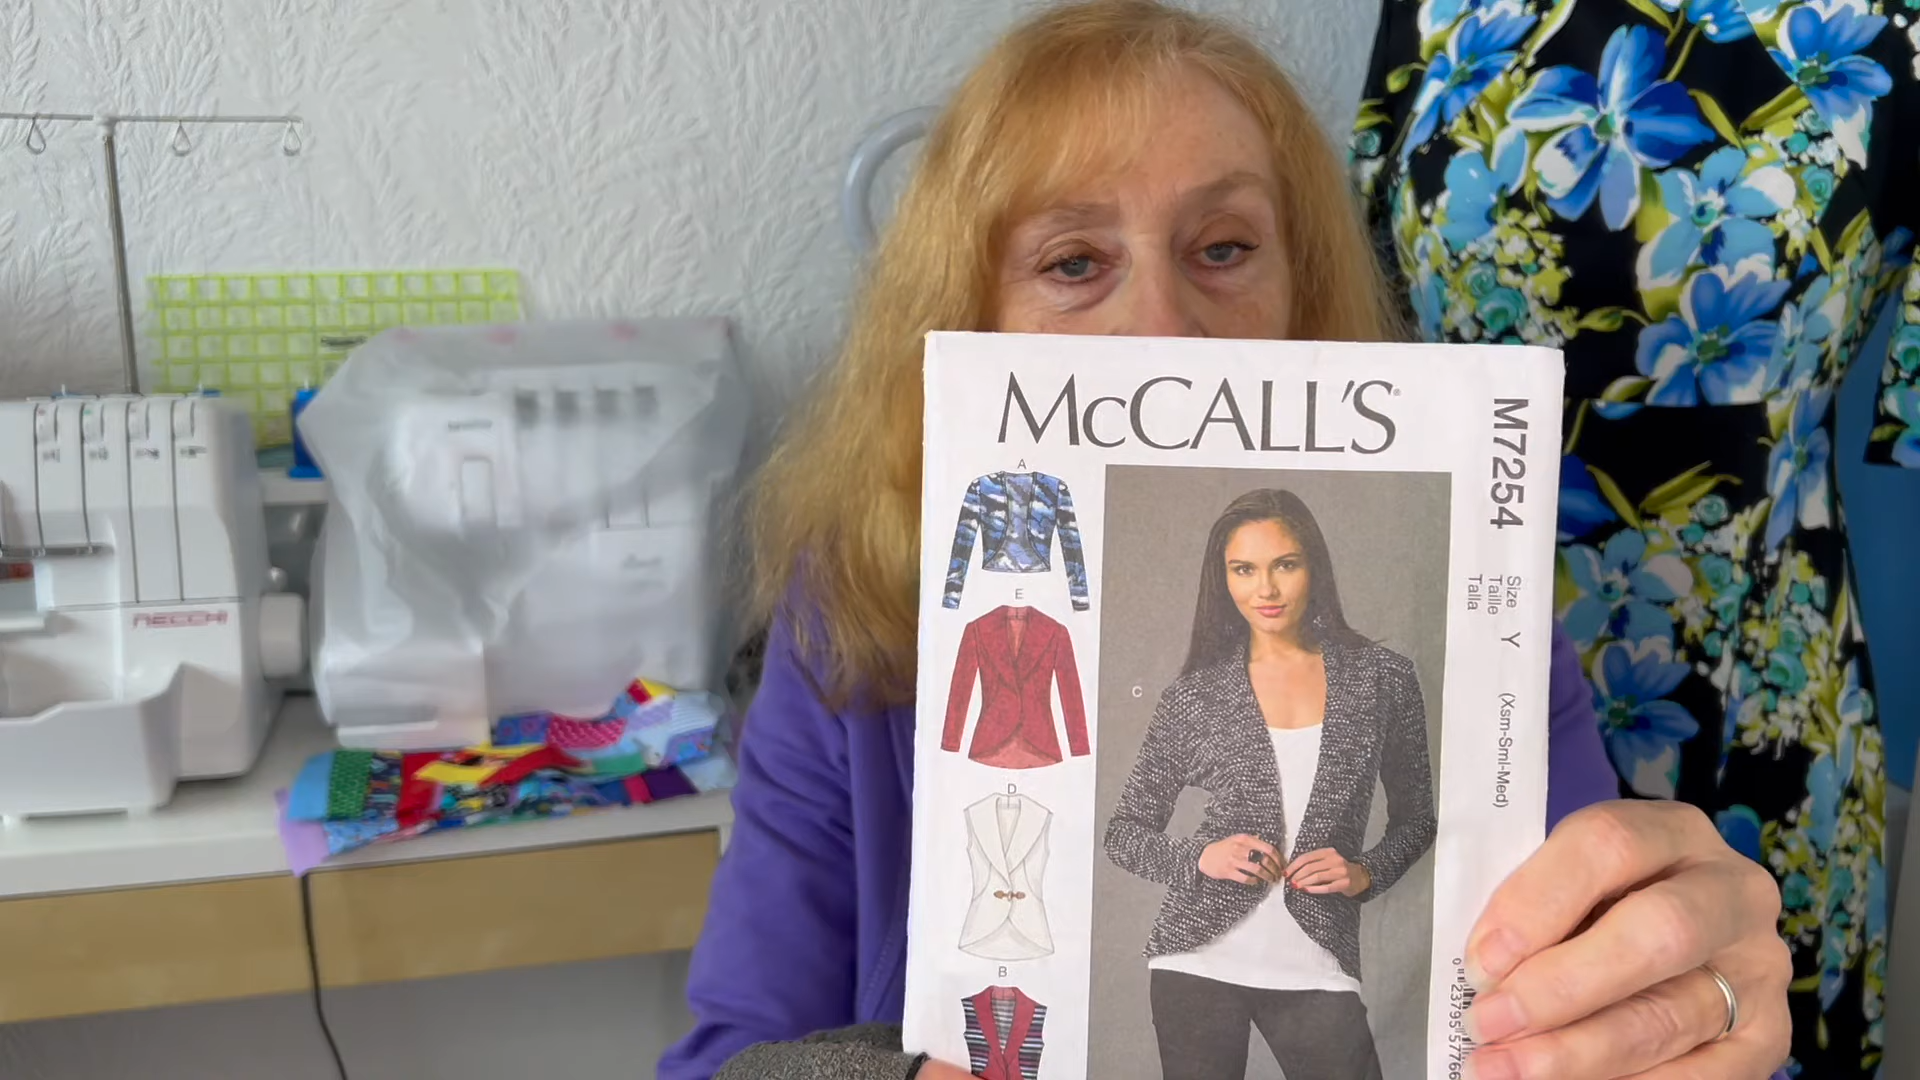 McCALL'S
M7254
Size Y (Xsm-Sml-Med)
Taille
Talla
A
E
C
D
B
NECCHI